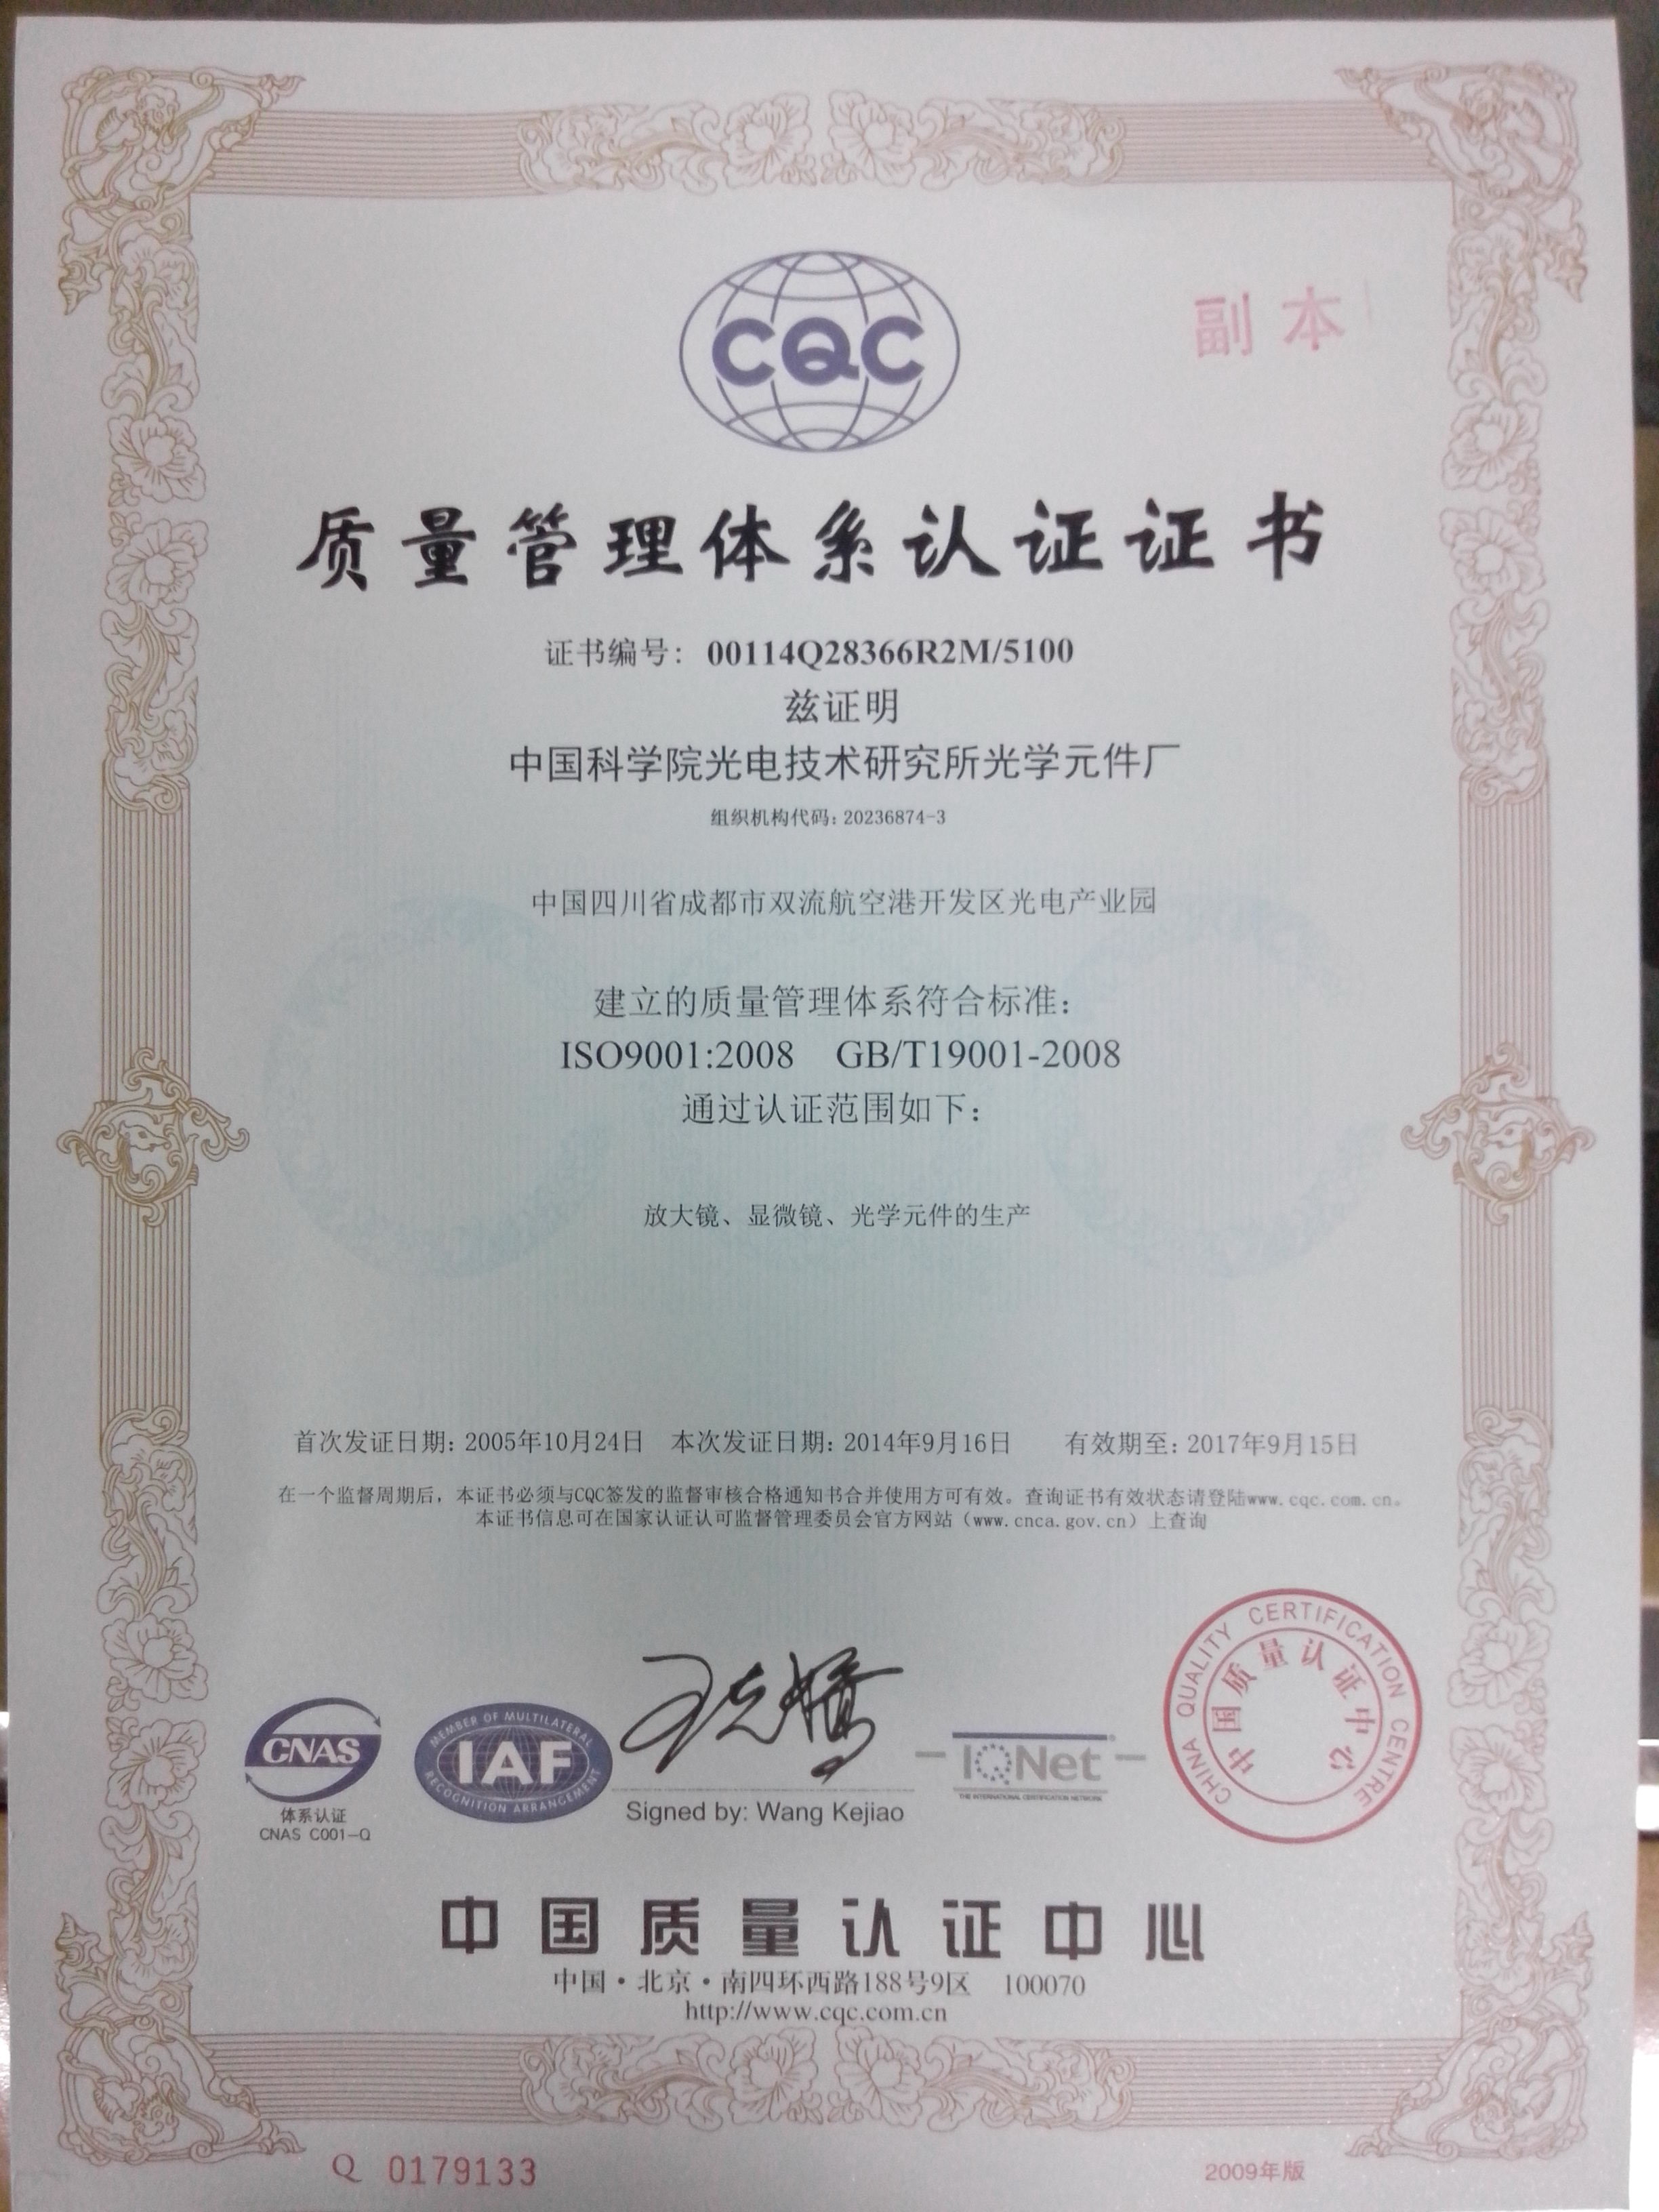 CQC
副本
质量管理体系认证证书
证书编号：00114Q28366R2M/5100
兹证明
中国科学院光电技术研究所光学元件厂
组织机构代码：20236874-3
中国四川省成都市双流航空港开发区光电产业园
建立的质量管理体系符合标准：
ISO9001:2008 GB/T19001-2008
通过认证范围如下：
放大镜、显微镜、光学元件的生产
首次发证日期：2005年10月24日 本次发证日期：2014年9月16日 有效期至：2017年9月15日
在一个监督周期后，本证书必须与CQC签发的监督审核合格通知书合并使用方可有效。查询证书有效状态请登陆www.cqc.com.cn。
本证书信息可在国家认证认可监督管理委员会官方网站（www.cnca.gov.cn）上查询
CNAS
体系认证
CNAS C001-Q
MEMBER OF MULTILATERAL
IAF
RECOGNITION ARRANGEMENT
王克娇
Signed by: Wang Kejiao
IQNet
THE INTERNATIONAL CERTIFICATION NETWORK
CHINA QUALITY CERTIFICATION CENTRE
中国质量认证中心
中国质量认证中心
中国·北京·南四环西路188号9区 100070
http://www.cqc.com.cn
Q 0179133
2009年版